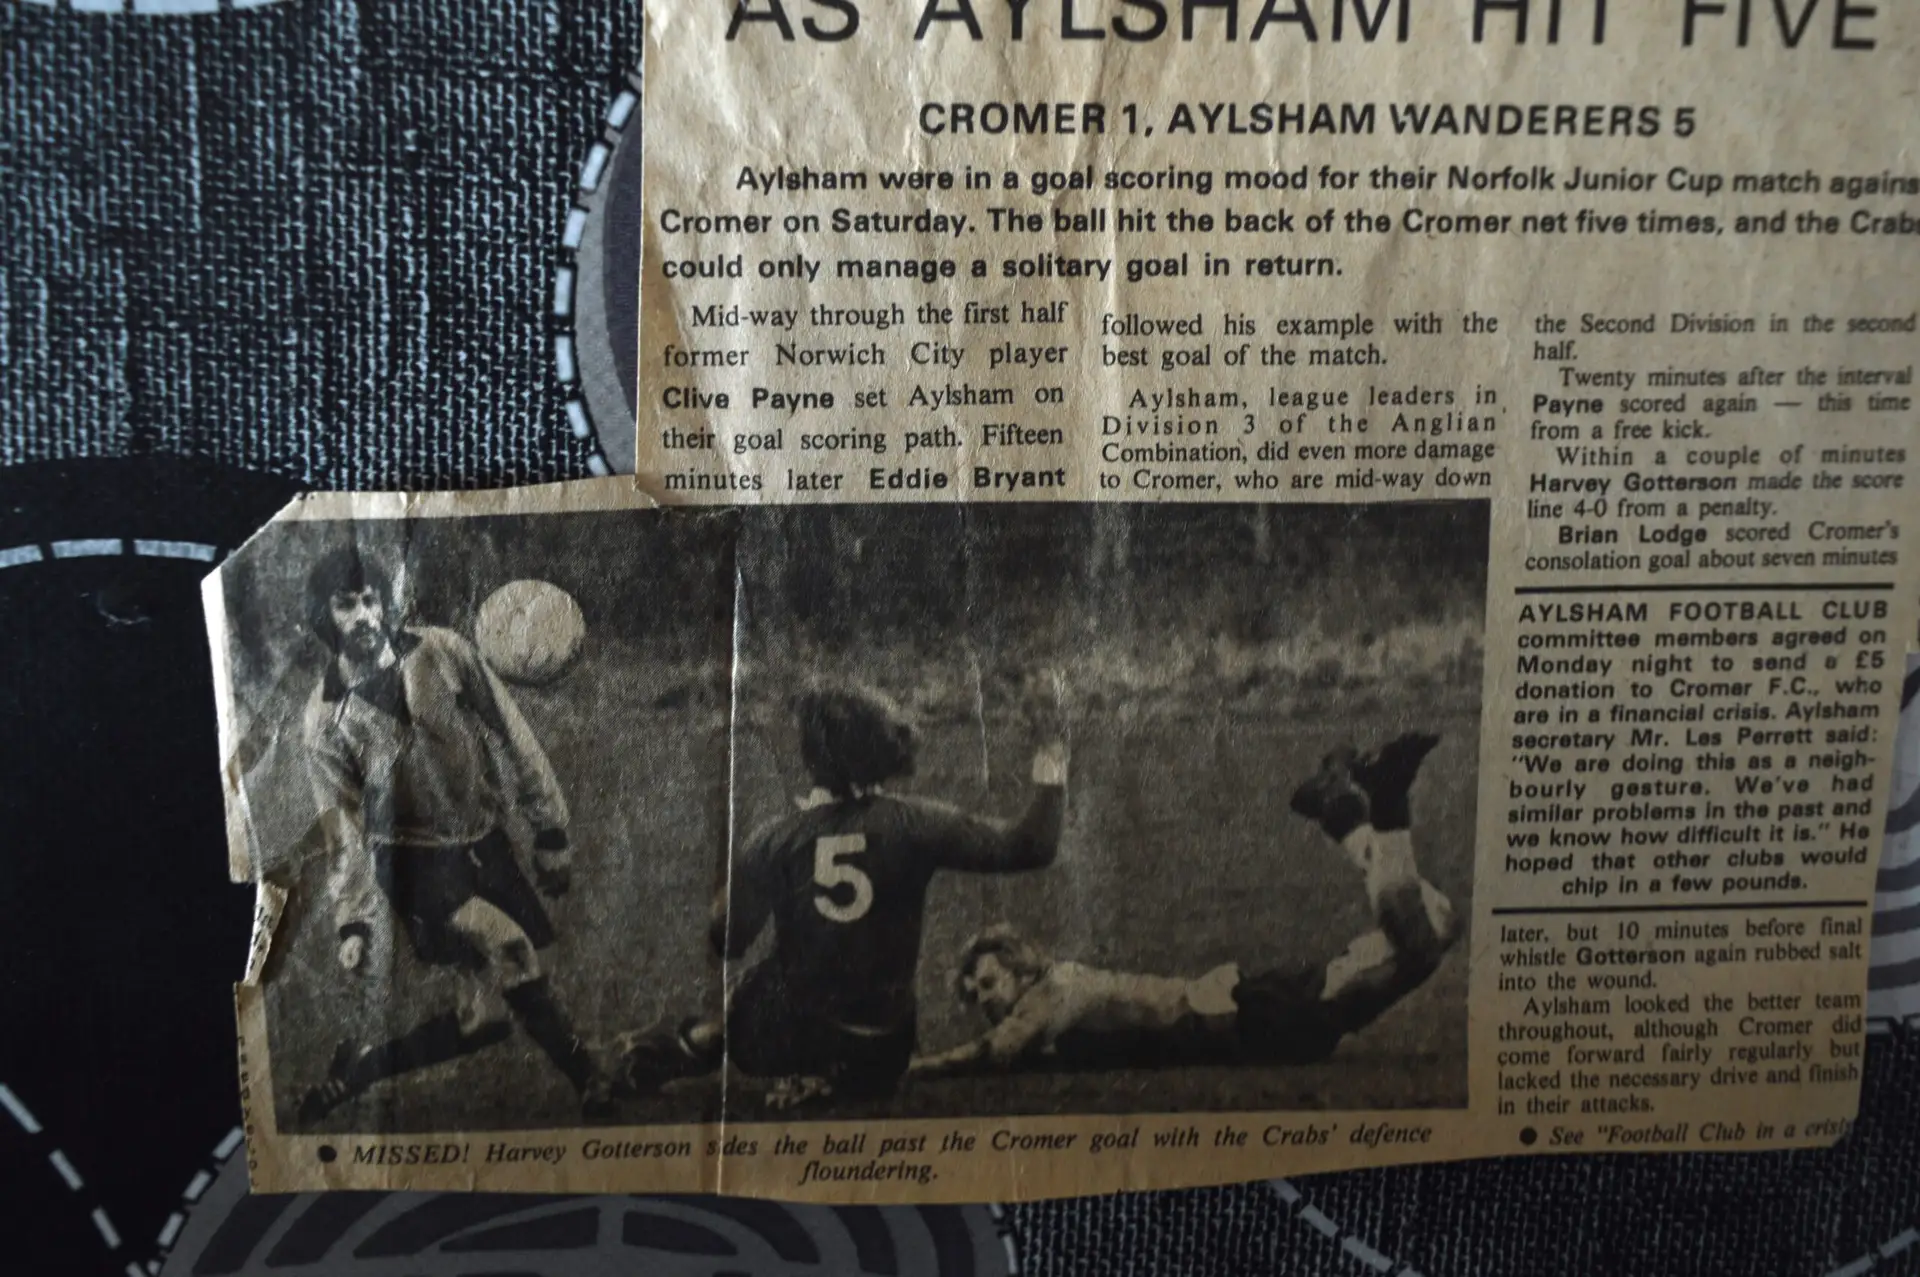 AS AYLSHAM HIT FIVE
CROMER 1, AYLSHAM WANDERERS 5
Aylsham were in a goal scoring mood for their Norfolk Junior Cup match agains
Cromer on Saturday. The ball hit the back of the Cromer net five times, and the Crabs
could only manage a solitary goal in return.
Mid-way through the first half
former Norwich City player
Clive Payne set Aylsham on
their goal scoring path. Fifteen
minutes later Eddie Bryant
followed his example with the
best goal of the match.
Aylsham, league leaders in
Division 3 of the Anglian
Combination, did even more damage
to Cromer, who are mid-way down
the Second Division in the second
half.
Twenty minutes after the interval
Payne scored again — this time
from a free kick.
Within a couple of minutes
Harvey Gotterson made the score
line 4-0 from a penalty.
Brian Lodge scored Cromer's
consolation goal about seven minutes
AYLSHAM FOOTBALL CLUB
committee members agreed on
Monday night to send a £5
donation to Cromer F.C., who
are in a financial crisis. Aylsham
secretary Mr. Les Perrett said:
"We are doing this as a neigh-
bourly gesture. We've had
similar problems in the past and
we know how difficult it is." He
hoped that other clubs would
chip in a few pounds.
later, but 10 minutes before final
whistle Gotterson again rubbed salt
into the wound.
Aylsham looked the better team
throughout, although Cromer did
come forward fairly regularly but
lacked the necessary drive and finish
in their attacks.
● See "Football Club in a crisis
5
● MISSED! Harvey Gotterson s des the ball past the Cromer goal with the Crabs' defence
floundering.